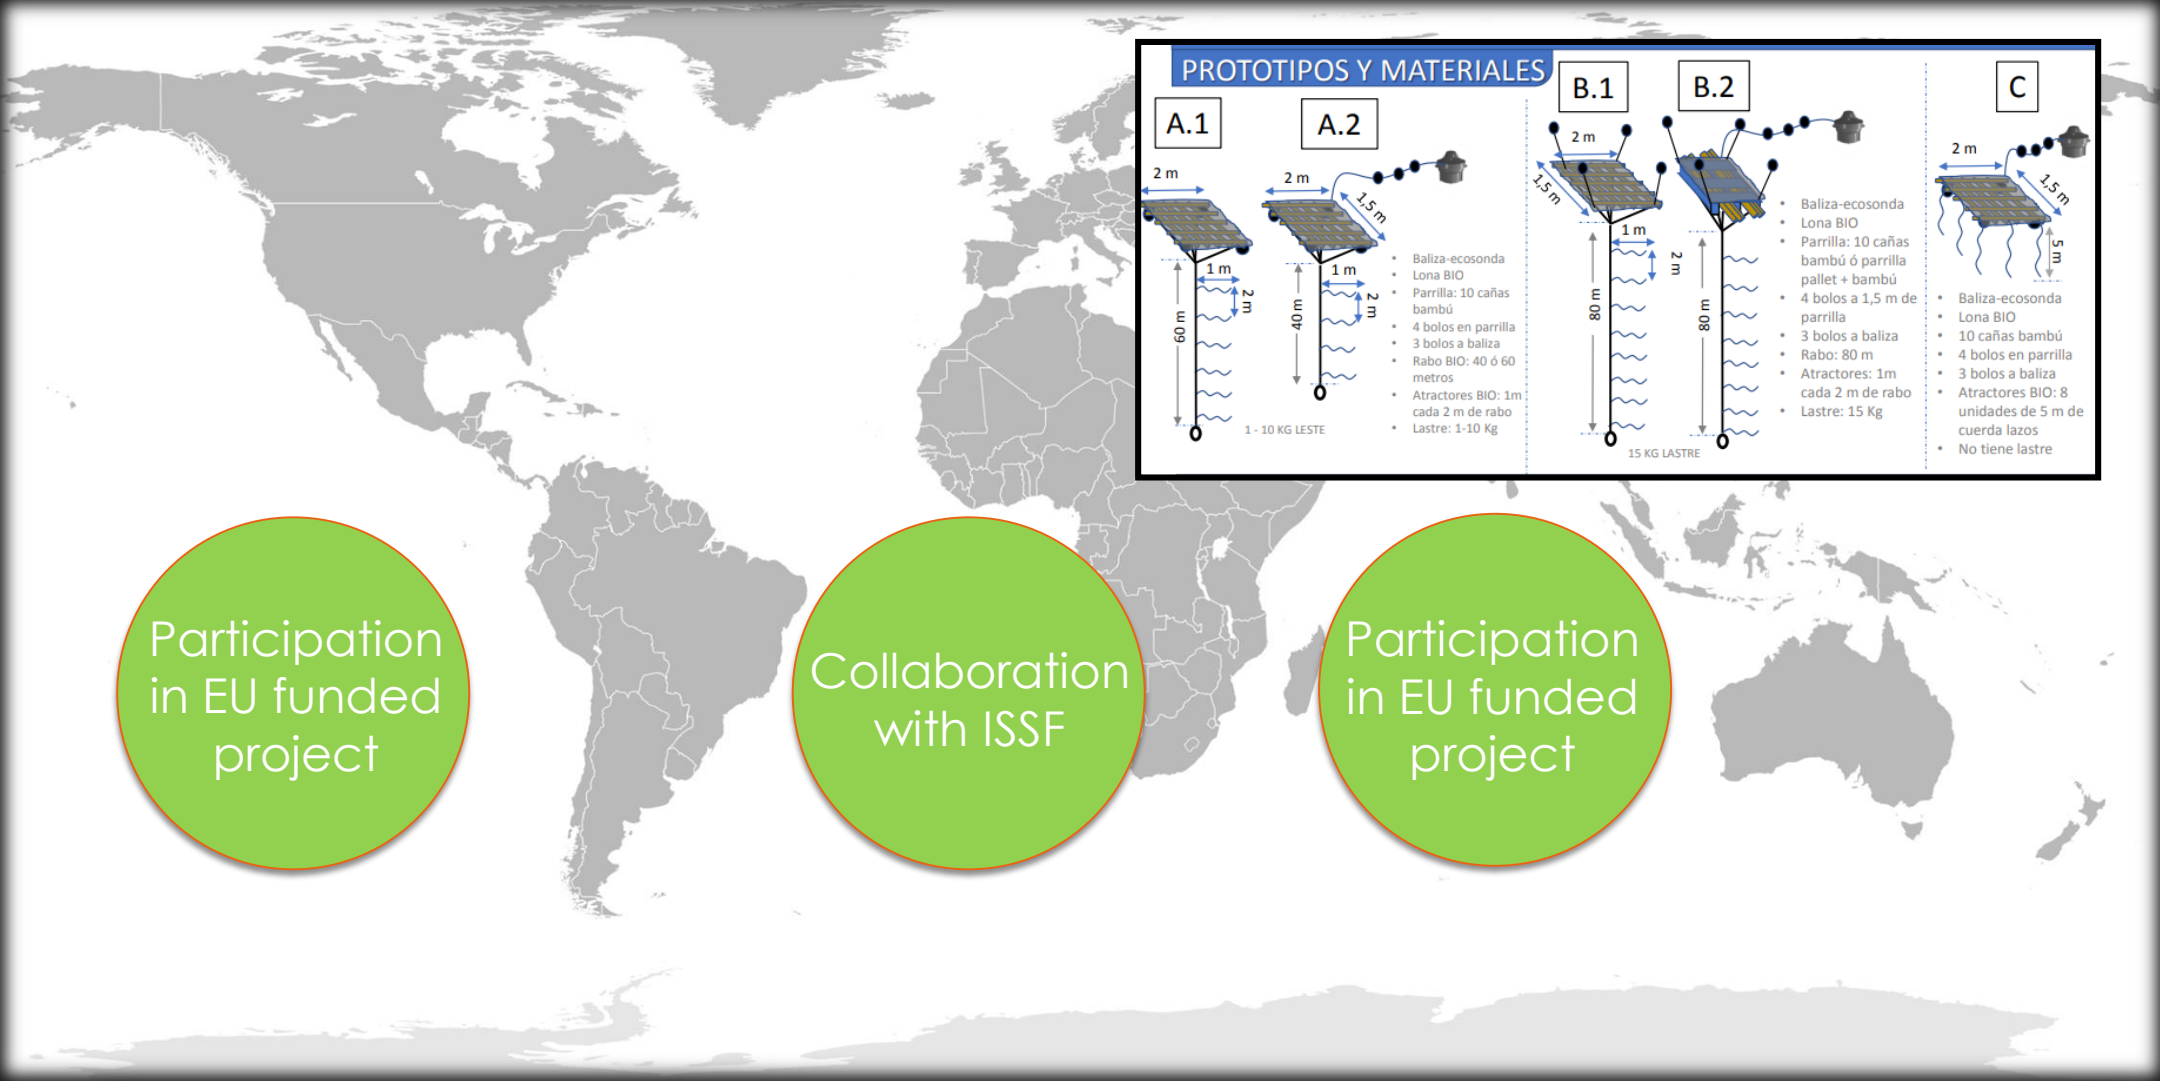 PROTOTIPOS Y MATERIALES
A.1
2 m
1 m
2 m
60 m
A.2
2 m
1,5 m
1 m
2 m
40 m
1 - 10 KG LESTE
• Baliza-ecosonda
• Lona BIO
• Parrilla: 10 cañas
bambú
• 4 bolos en parrilla
• 3 bolos a baliza
• Rabo BIO: 40 ó 60
metros
• Atractores BIO: 1m
cada 2 m de rabo
• Lastre: 1-10 Kg
B.1
2 m
1,5 m
1 m
2 m
80 m
B.2
80 m
15 KG LASTRE
• Baliza-ecosonda
• Lona BIO
• Parrilla: 10 cañas
bambú ó parrilla
pallet + bambú
• 4 bolos a 1,5 m de
parrilla
• 3 bolos a baliza
• Rabo: 80 m
• Atractores: 1m
cada 2 m de rabo
• Lastre: 15 Kg
C
2 m
1,5 m
5 m
• Baliza-ecosonda
• Lona BIO
• 10 cañas bambú
• 4 bolos en parrilla
• 3 bolos a baliza
• Atractores BIO: 8
unidades de 5 m de
cuerda lazos
• No tiene lastre
Participation
in EU funded
project
Collaboration
with ISSF
Participation
in EU funded
project